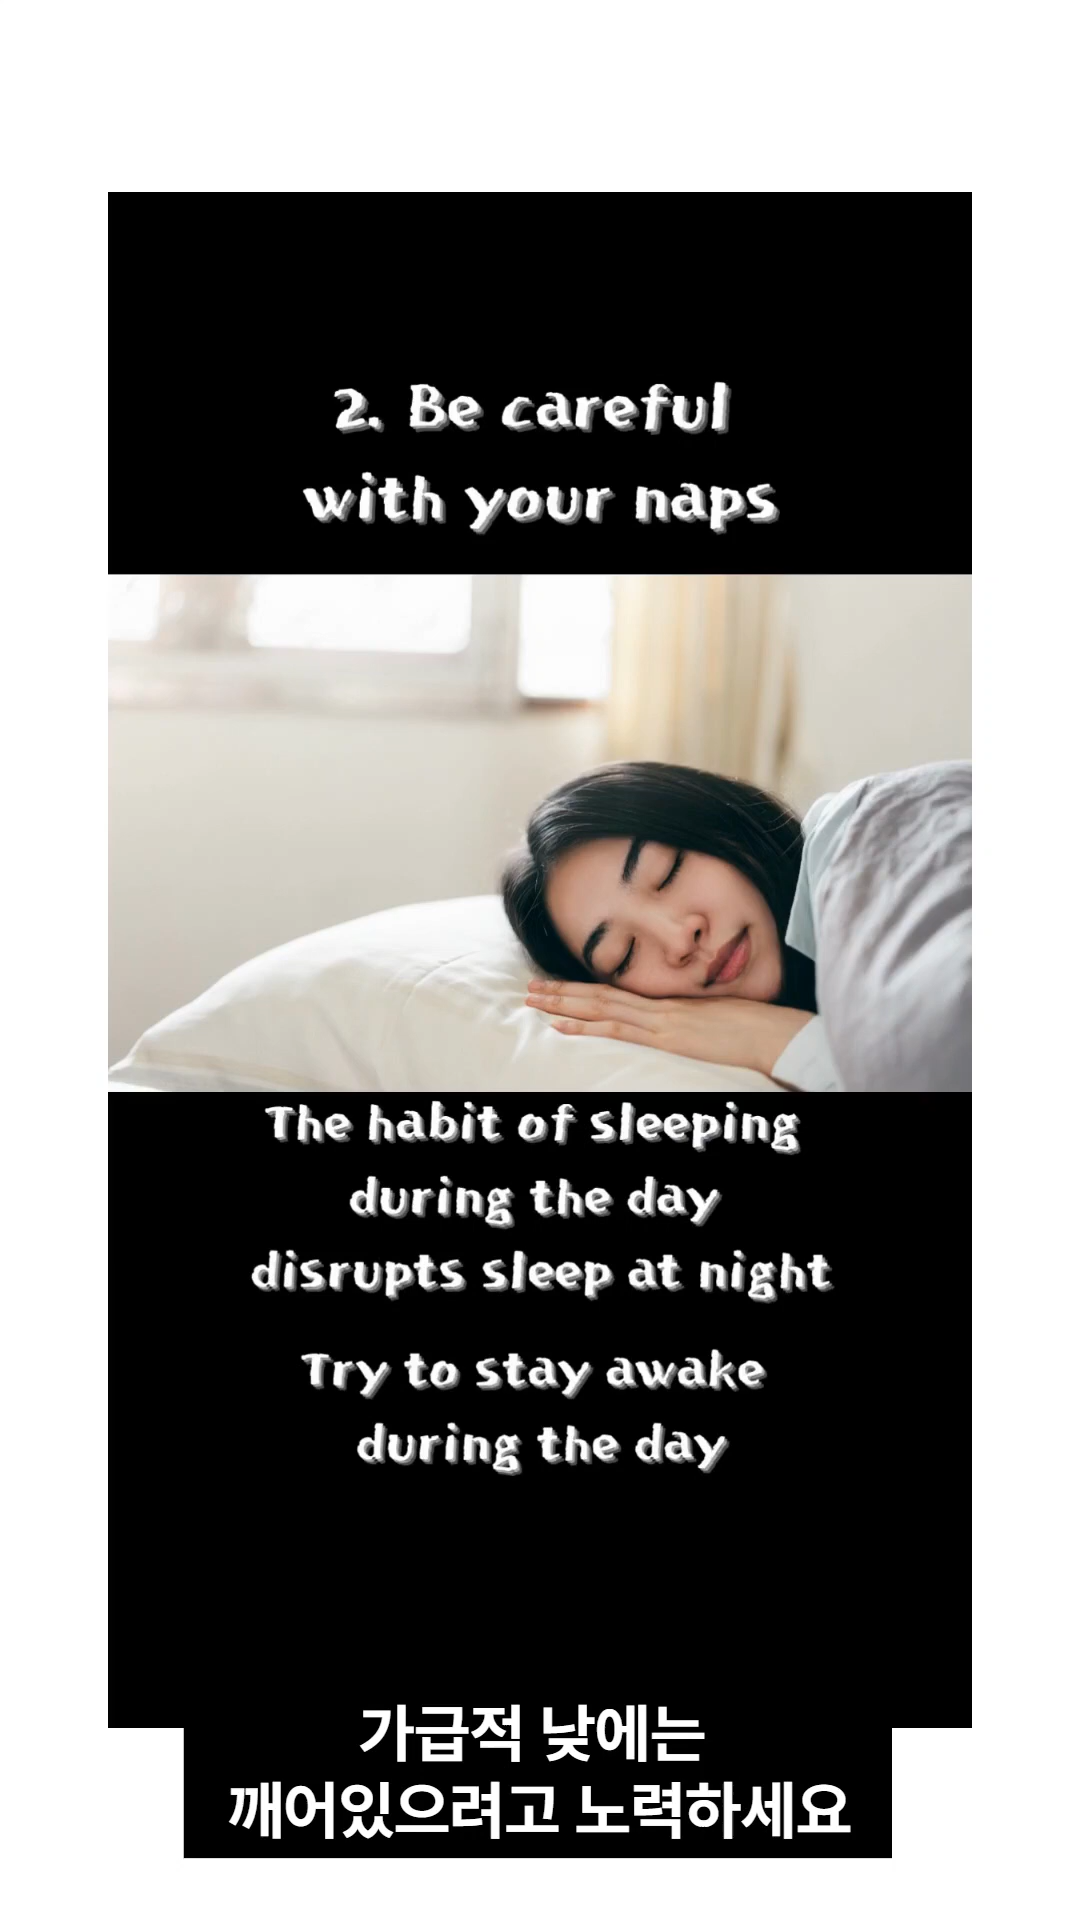 2. Be careful
with your naps
The habit of sleeping
during the day
disrupts sleep at night
Try to stay awake
during the day
가급적 낮에는
깨어있으려고 노력하세요